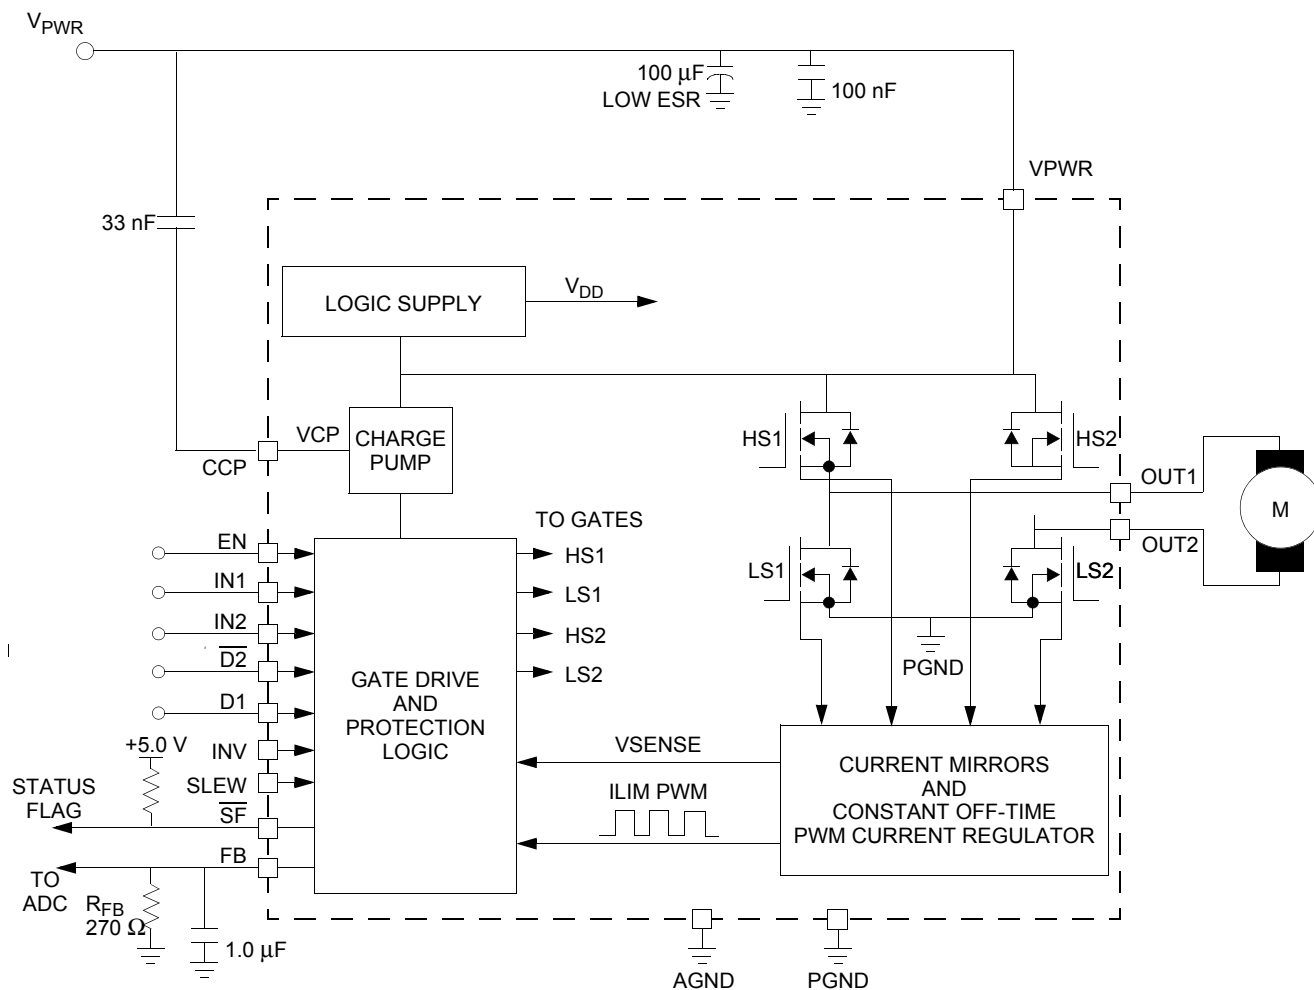 V_PWR
100 μF
LOW ESR
100 nF
VPWR
33 nF
LOGIC SUPPLY
V_DD
VCP
CHARGE
PUMP
CCP
HS1
HS2
OUT1
M
OUT2
TO GATES
EN
HS1
LS1
LS2
IN1
LS1
IN2
HS2
D2
LS2
PGND
D1
GATE DRIVE
AND
PROTECTION
LOGIC
+5.0 V
INV
VSENSE
CURRENT MIRRORS
AND
CONSTANT OFF-TIME
PWM CURRENT REGULATOR
SLEW
ILIM PWM
STATUS
FLAG
SF
FB
TO
ADC
R_FB
270 Ω
1.0 μF
AGND
PGND